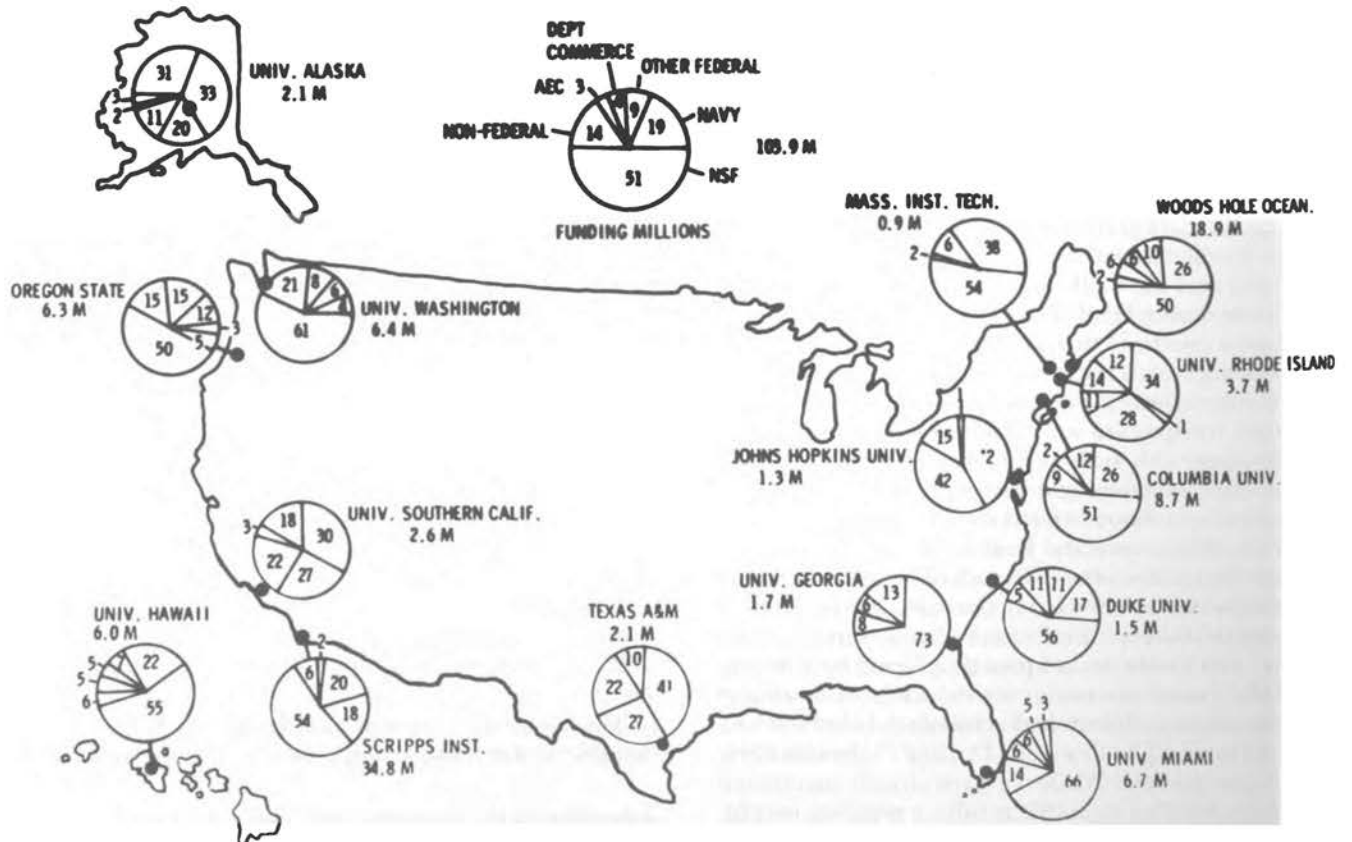 DEPT
COMMERCE
OTHER FEDERAL
AEC 3
9
NAVY
19
NON-FEDERAL
14
103.9 M
51
NSF
FUNDING MILLIONS
UNIV. ALASKA
2.1 M
31
33
3
2
11
20
MASS. INST. TECH.
0.9 M
6
38
2
54
WOODS HOLE OCEAN.
18.9 M
6
8
10
26
2
50
OREGON STATE
6.3 M
15
15
12
3
5
50
21
8
6
4
61
UNIV. WASHINGTON
6.4 M
UNIV. RHODE ISLAND
3.7 M
12
34
14
11
28
1
JOHNS HOPKINS UNIV.
1.3 M
15
42
COLUMBIA UNIV.
8.7 M
2
12
26
9
51
UNIV. SOUTHERN CALIF.
2.6 M
18
30
3
22
27
UNIV. GEORGIA
1.7 M
13
6
8
73
DUKE UNIV.
1.5 M
11
11
5
17
56
UNIV. HAWAII
6.0 M
22
5
5
6
55
2
6
20
54
18
SCRIPPS INST.
34.8 M
TEXAS A&M
2.1 M
10
41
22
27
5
3
6
6
14
66
UNIV. MIAMI
6.7 M